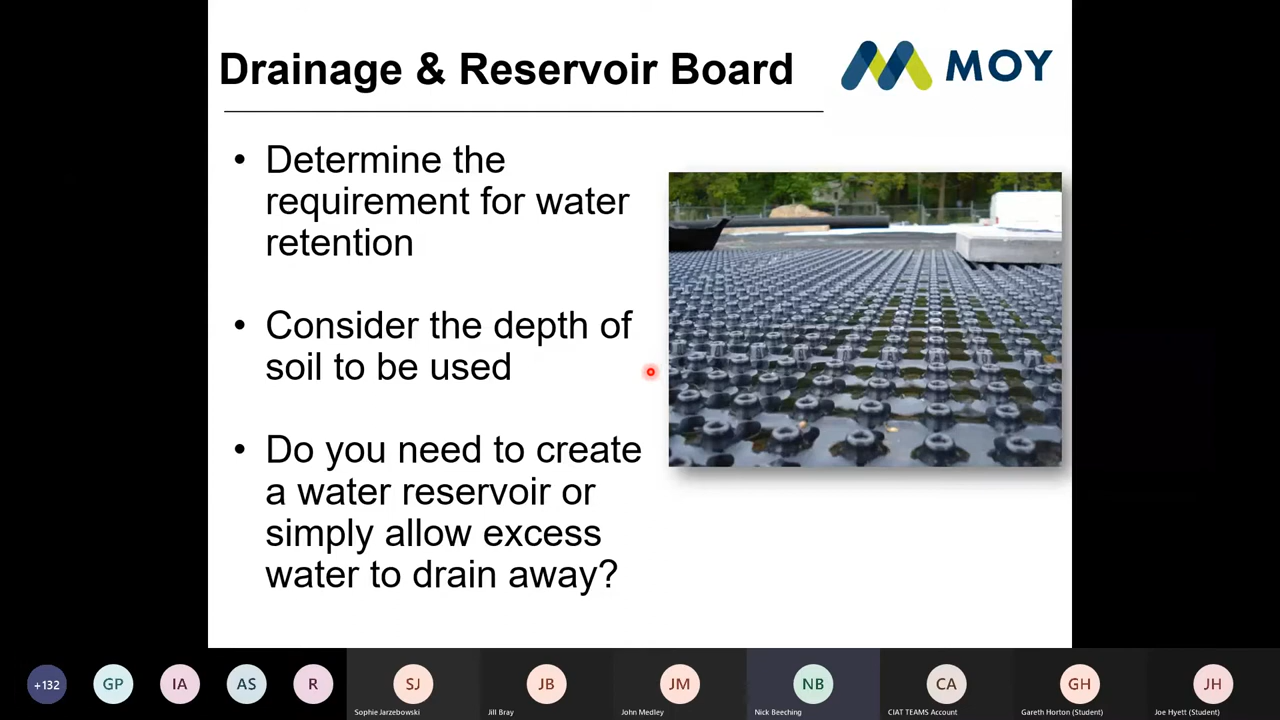 Drainage & Reservoir Board
MOY
• Determine the
requirement for water
retention
• Consider the depth of
soil to be used
• Do you need to create
a water reservoir or
simply allow excess
water to drain away?
+132
GP
IA
AS
R
SJ
JB
JM
NB
CA
GH
JH
Sophie Jarzebowski
Jill Bray
John Medley
Nick Beeching
CIAT TEAMS Account
Gareth Horton (Student)
Joe Hyett (Student)